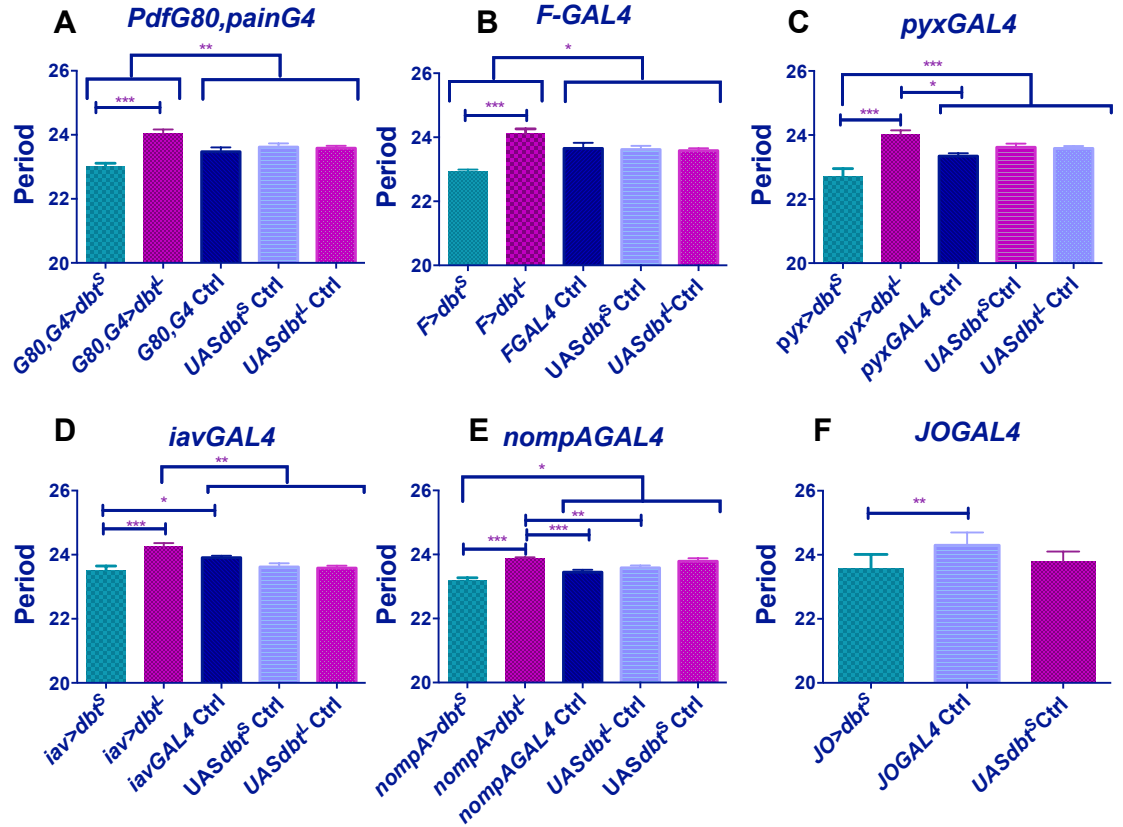 A
PdfG80,painG4
**
***
Period
26
24
22
20
G80,G4>dbtS
G80,G4>dbtL
G80,G4 Ctrl
UASdbtS Ctrl
UASdbtL Ctrl
B
F-GAL4
*
***
Period
26
24
22
20
F>dbtS
F>dbtL
FGAL4 Ctrl
UASdbtS Ctrl
UASdbtLCtrl
C
pyxGAL4
***
*
***
Period
26
24
22
20
pyx>dbtS
pyx>dbtL
pyxGAL4 Ctrl
UASdbtSCtrl
UASdbtL Ctrl
D
iavGAL4
**
*
***
Period
26
24
22
20
iav>dbtS
iav>dbtL
iavGAL4 Ctrl
UASdbtS Ctrl
UASdbtL Ctrl
E
nompAGAL4
*
**
***
***
Period
26
24
22
20
nompA>dbtS
nompA>dbtL
nompAGAL4 Ctrl
UASdbtL Ctrl
UASdbtS Ctrl
F
JOGAL4
**
Period
26
24
22
20
JO>dbtS
JOGAL4 Ctrl
UASdbtSCtrl